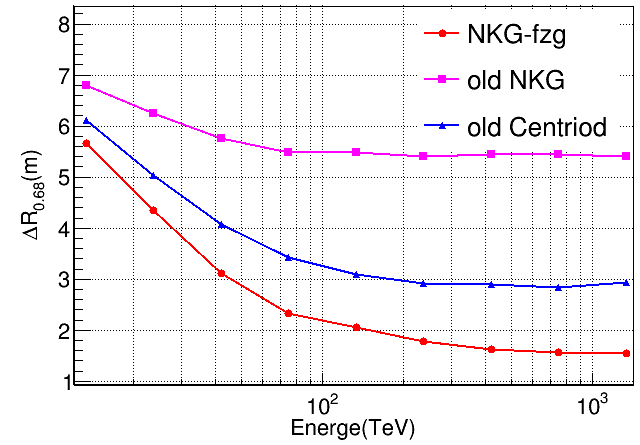 8
7
6
5
4
3
2
1
ΔR0.68(m)
NKG-fzg
old NKG
old Centriod
10² 10³
Energe(TeV)